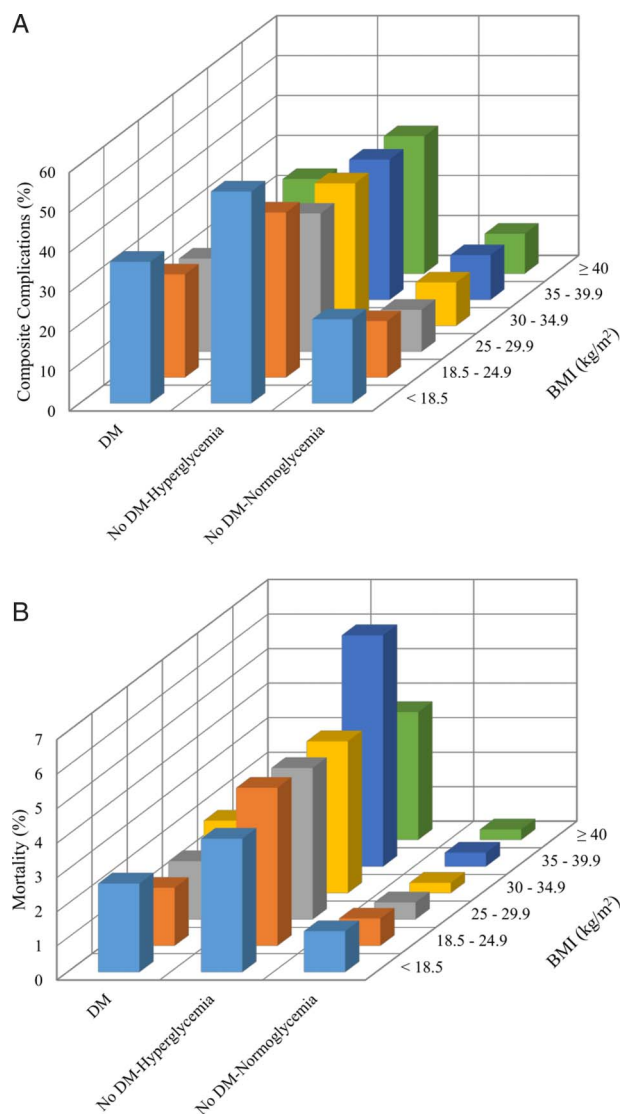 A
Composite Complications (%)
60
50
40
30
20
10
0
DM
No DM-Hyperglycemia
No DM-Normoglycemia
≥ 40
35 - 39.9
30 - 34.9
25 - 29.9
18.5 - 24.9
< 18.5
BMI (kg/m²)
B
Mortality (%)
7
6
5
4
3
2
1
0
DM
No DM-Hyperglycemia
No DM-Normoglycemia
≥ 40
35 - 39.9
30 - 34.9
25 - 29.9
18.5 - 24.9
< 18.5
BMI (kg/m²)